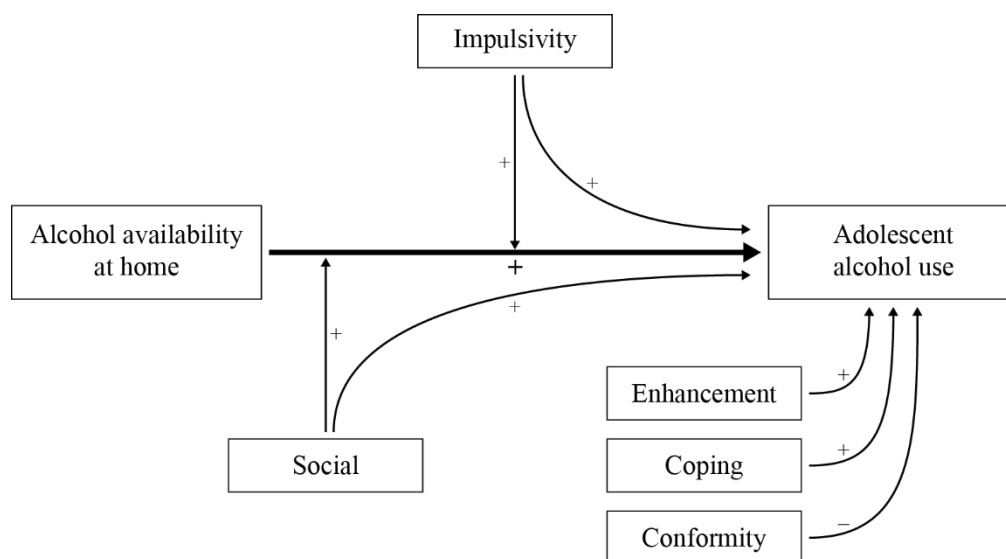 Impulsivity
+
+
Alcohol availability
at home
+
Adolescent
alcohol use
+
+
Social
Enhancement
+
Coping
+
Conformity
−